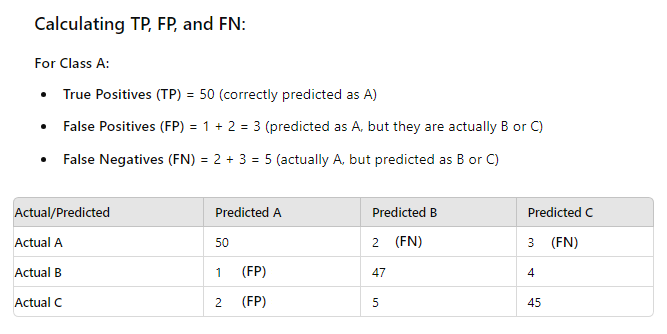 Calculating TP, FP, and FN:
For Class A:
• True Positives (TP) = 50 (correctly predicted as A)
• False Positives (FP) = 1 + 2 = 3 (predicted as A, but they are actually B or C)
• False Negatives (FN) = 2 + 3 = 5 (actually A, but predicted as B or C)
Actual/Predicted Predicted A Predicted B Predicted C
Actual A 50 2 (FN) 3 (FN)
Actual B 1 (FP) 47 4
Actual C 2 (FP) 5 45